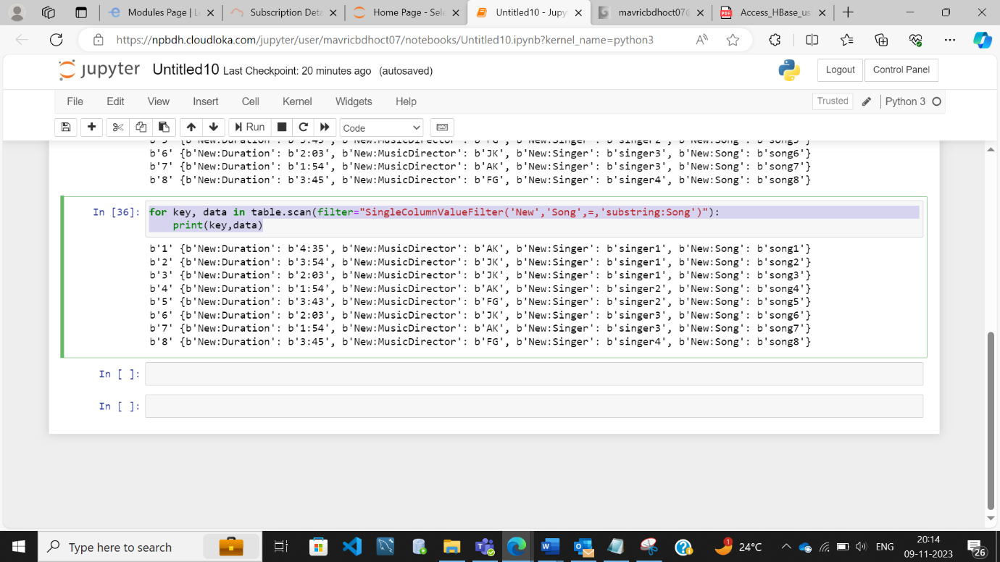 Modules Page | L
Subscription Deta
Home Page - Sele
Untitled10 - Jupy
mavricbdhoct07@
Access_HBase_us
https://npbdh.cloudloka.com/jupyter/user/mavricbdhoct07/notebooks/Untitled10.ipynb?kernel_name=python3
jupyter Untitled10 Last Checkpoint: 20 minutes ago (autosaved)
Logout Control Panel
File Edit View Insert Cell Kernel Widgets Help
Trusted Python 3
Run Code
b'5' {b'New:Duration': b'3:43', b'New:MusicDirector': b'FG', b'New:Singer': b'singer2', b'New:Song': b'song5'}
b'6' {b'New:Duration': b'2:03', b'New:MusicDirector': b'JK', b'New:Singer': b'singer3', b'New:Song': b'song6'}
b'7' {b'New:Duration': b'1:54', b'New:MusicDirector': b'AK', b'New:Singer': b'singer3', b'New:Song': b'song7'}
b'8' {b'New:Duration': b'3:45', b'New:MusicDirector': b'FG', b'New:Singer': b'singer4', b'New:Song': b'song8'}
In [36]: for key, data in table.scan(filter="SingleColumnValueFilter('New','Song',=,'substring:Song')"):
print(key,data)
b'1' {b'New:Duration': b'4:35', b'New:MusicDirector': b'AK', b'New:Singer': b'singer1', b'New:Song': b'song1'}
b'2' {b'New:Duration': b'3:54', b'New:MusicDirector': b'JK', b'New:Singer': b'singer1', b'New:Song': b'song2'}
b'3' {b'New:Duration': b'2:03', b'New:MusicDirector': b'JK', b'New:Singer': b'singer1', b'New:Song': b'song3'}
b'4' {b'New:Duration': b'1:54', b'New:MusicDirector': b'AK', b'New:Singer': b'singer2', b'New:Song': b'song4'}
b'5' {b'New:Duration': b'3:43', b'New:MusicDirector': b'FG', b'New:Singer': b'singer2', b'New:Song': b'song5'}
b'6' {b'New:Duration': b'2:03', b'New:MusicDirector': b'JK', b'New:Singer': b'singer3', b'New:Song': b'song6'}
b'7' {b'New:Duration': b'1:54', b'New:MusicDirector': b'AK', b'New:Singer': b'singer3', b'New:Song': b'song7'}
b'8' {b'New:Duration': b'3:45', b'New:MusicDirector': b'FG', b'New:Singer': b'singer4', b'New:Song': b'song8'}
In [ ]:
In [ ]:
Type here to search
1
24°C
ENG
20:14
09-11-2023
26